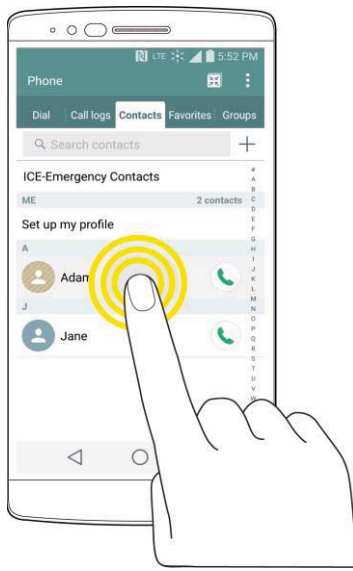 N LTE 5:52 PM
Phone
Dial Call logs Contacts Favorites Groups
Search contacts
ICE-Emergency Contacts
ME 2 contacts
Set up my profile
A
Adam
J
Jane
#
A
B
C
D
E
F
G
H
I
J
K
L
M
N
O
P
Q
R
S
T
U
V
W